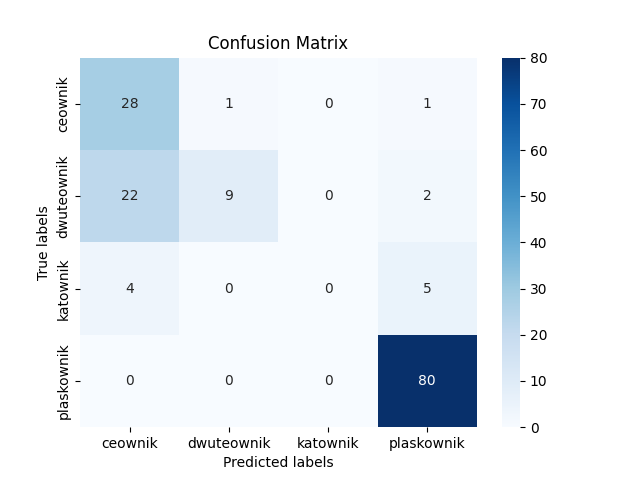 Confusion Matrix
True labels
ceownik 28 1 0 1
dwuteownik 22 9 0 2
katownik 4 0 0 5
plaskownik 0 0 0 80
ceownik dwuteownik katownik plaskownik
Predicted labels
80
70
60
50
40
30
20
10
0